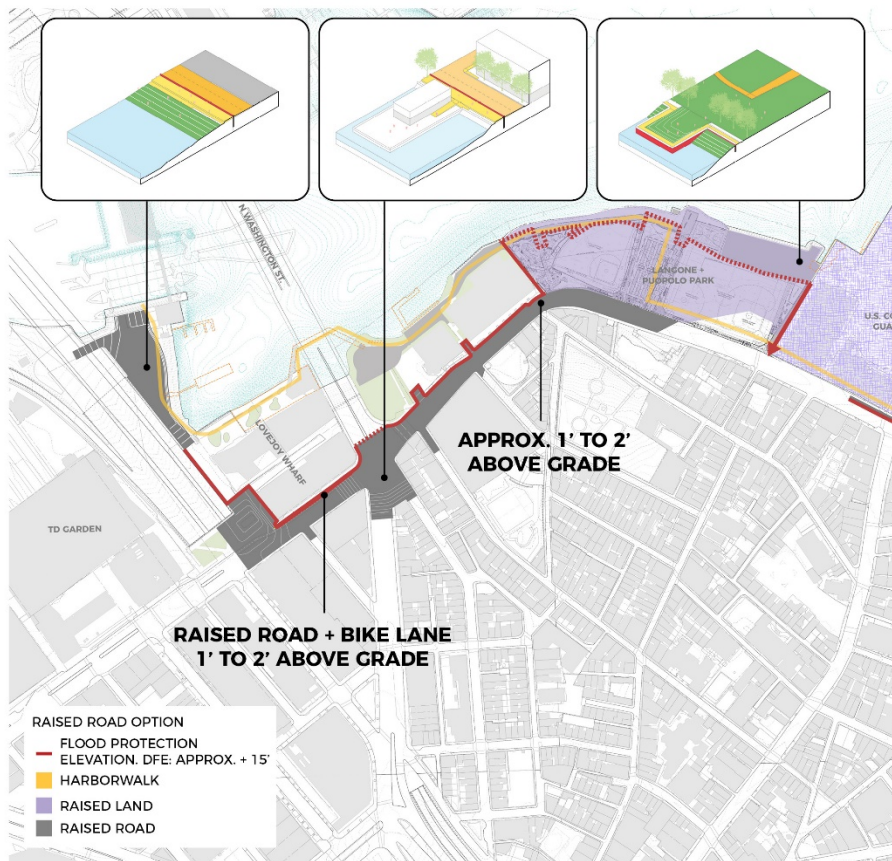 N WASHINGTON ST.
LANGONE +
PUOPOLO PARK
U.S. CO
GUA
LOVEJOY WHARF
TD GARDEN
APPROX. 1’ TO 2’
ABOVE GRADE
RAISED ROAD + BIKE LANE
1’ TO 2’ ABOVE GRADE
RAISED ROAD OPTION
FLOOD PROTECTION
ELEVATION. DFE: APPROX. + 15’
HARBORWALK
RAISED LAND
RAISED ROAD